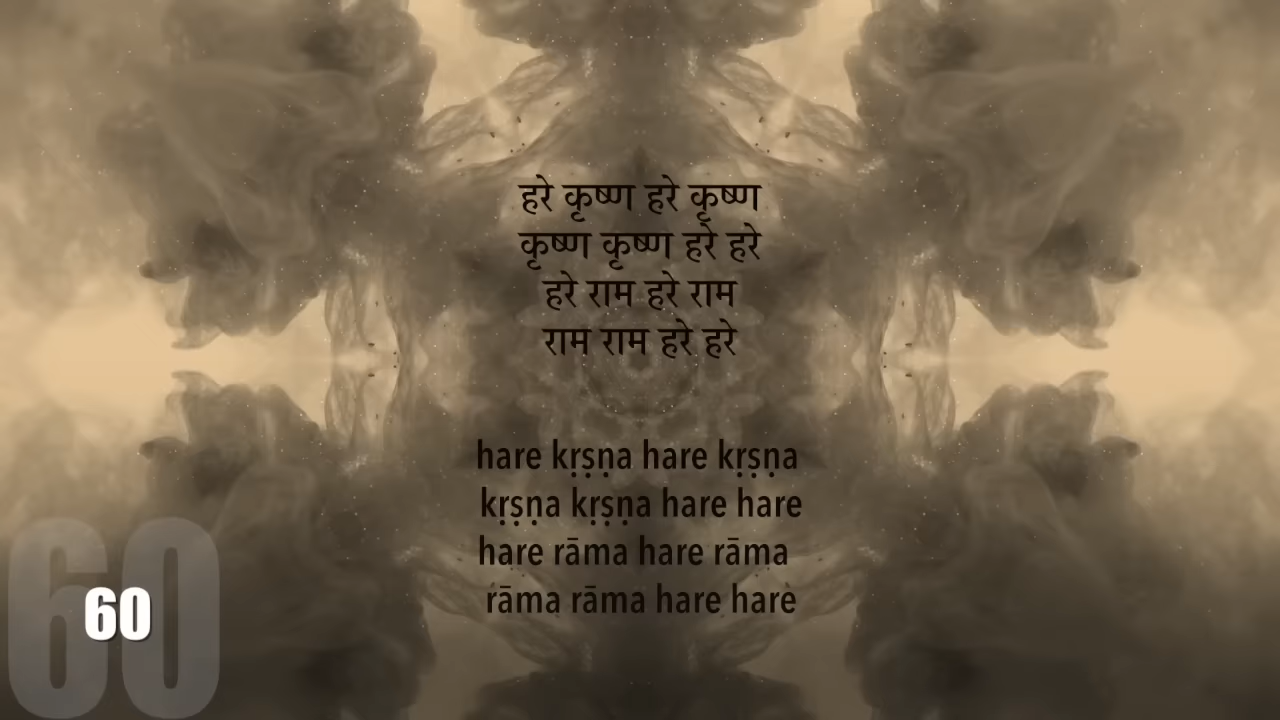 हरे कृष्ण हरे कृष्ण
कृष्ण कृष्ण हरे हरे
हरे राम हरे राम
राम राम हरे हरे
hare kṛṣṇa hare kṛṣṇa
kṛṣṇa kṛṣṇa hare hare
hare rāma hare rāma
rāma rāma hare hare
60
60